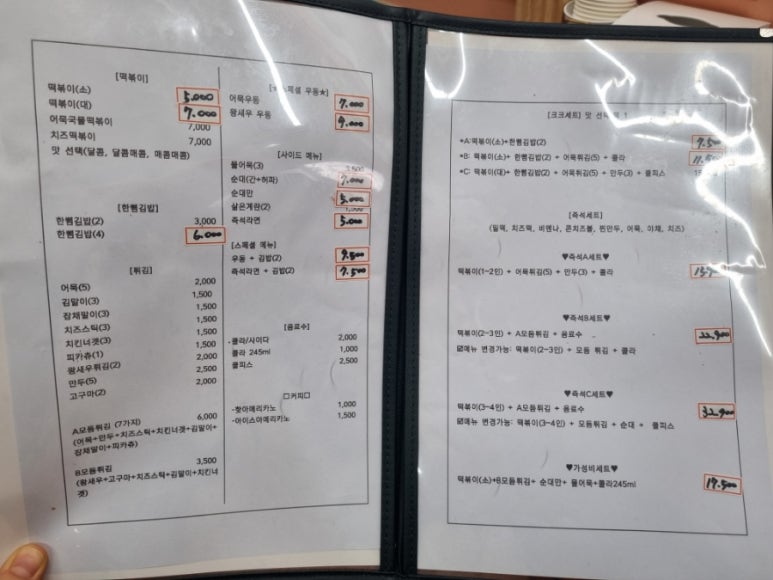 [떡볶이]
떡볶이(소) 5,000
떡볶이(대) 7,000
어묵국물떡볶이 7,000
치즈떡볶이 7,000
맛 선택(달콤, 달콤매콤, 매콤매콤)
[한뼘김밥]
한뼘김밥(2) 3,000
한뼘김밥(4) 6,000
[튀김]
어묵(5) 2,000
김말이(3) 1,500
잡채말이(3) 1,500
치즈스틱(3) 1,500
치킨너겟(3) 1,500
피카츄(1) 2,000
왕새우튀김(2) 2,500
만두(5) 2,000
고구마(2)
A모듬튀김 (7가지) 6,000
(어묵+만두+치즈스틱+치킨너겟+김말이+
잡채말이+피카츄)
B모듬튀김 3,500
(왕새우+고구마+치즈스틱+김말이+치킨너
겟)
[★스페셜 우동★]
어묵우동 7,000
왕새우 우동 9,000
[사이드 메뉴]
물어묵(3)
순대(간+허파) 7,000
순대만 5,000
삶은계란(2)
즉석라면 5,000
[스페셜 메뉴]
우동 + 김밥(2) 9,500
즉석라면 + 김밥(2) 7,500
[음료수]
-콜라/사이다 2,000
콜라 245ml 1,000
쿨피스 2,500
□커피□
-핫아메리카노 1,000
-아이스아메리카노 1,500
[크크세트] 맛 선택 1
*A:떡볶이(소)+한뼘김밥(2) 7,500
*B: 떡볶이(소)+ 한뼘김밥(2) + 어묵튀김(5) + 콜라 11,500
*C: 떡볶이(대)+ 한뼘김밥(2) + 어묵튀김(5) + 만두(3) + 쿨피스
[즉석세트]
(밀떡, 치즈떡, 비엔나, 콘치즈볼, 찐만두, 어묵, 야채, 치즈)
♥즉석A세트♥
떡볶이(1~2인) + 어묵튀김(5) + 만두(3) + 콜라
♥즉석B세트♥
떡볶이(2~3인) + A모듬튀김 + 음료수 22,900
☑메뉴 변경가능: 떡볶이(2~3인) + 모듬 튀김 + 콜라
♥즉석C세트♥
떡볶이(3~4인) + A모듬튀김 + 음료수 32,900
☑메뉴 변경가능: 떡볶이(3~4인) + 모듬튀김 + 순대 + 쿨피스
♥가성비세트♥
떡볶이(소)+B모듬튀김+ 순대만+ 물어묵+콜라245ml 19,500